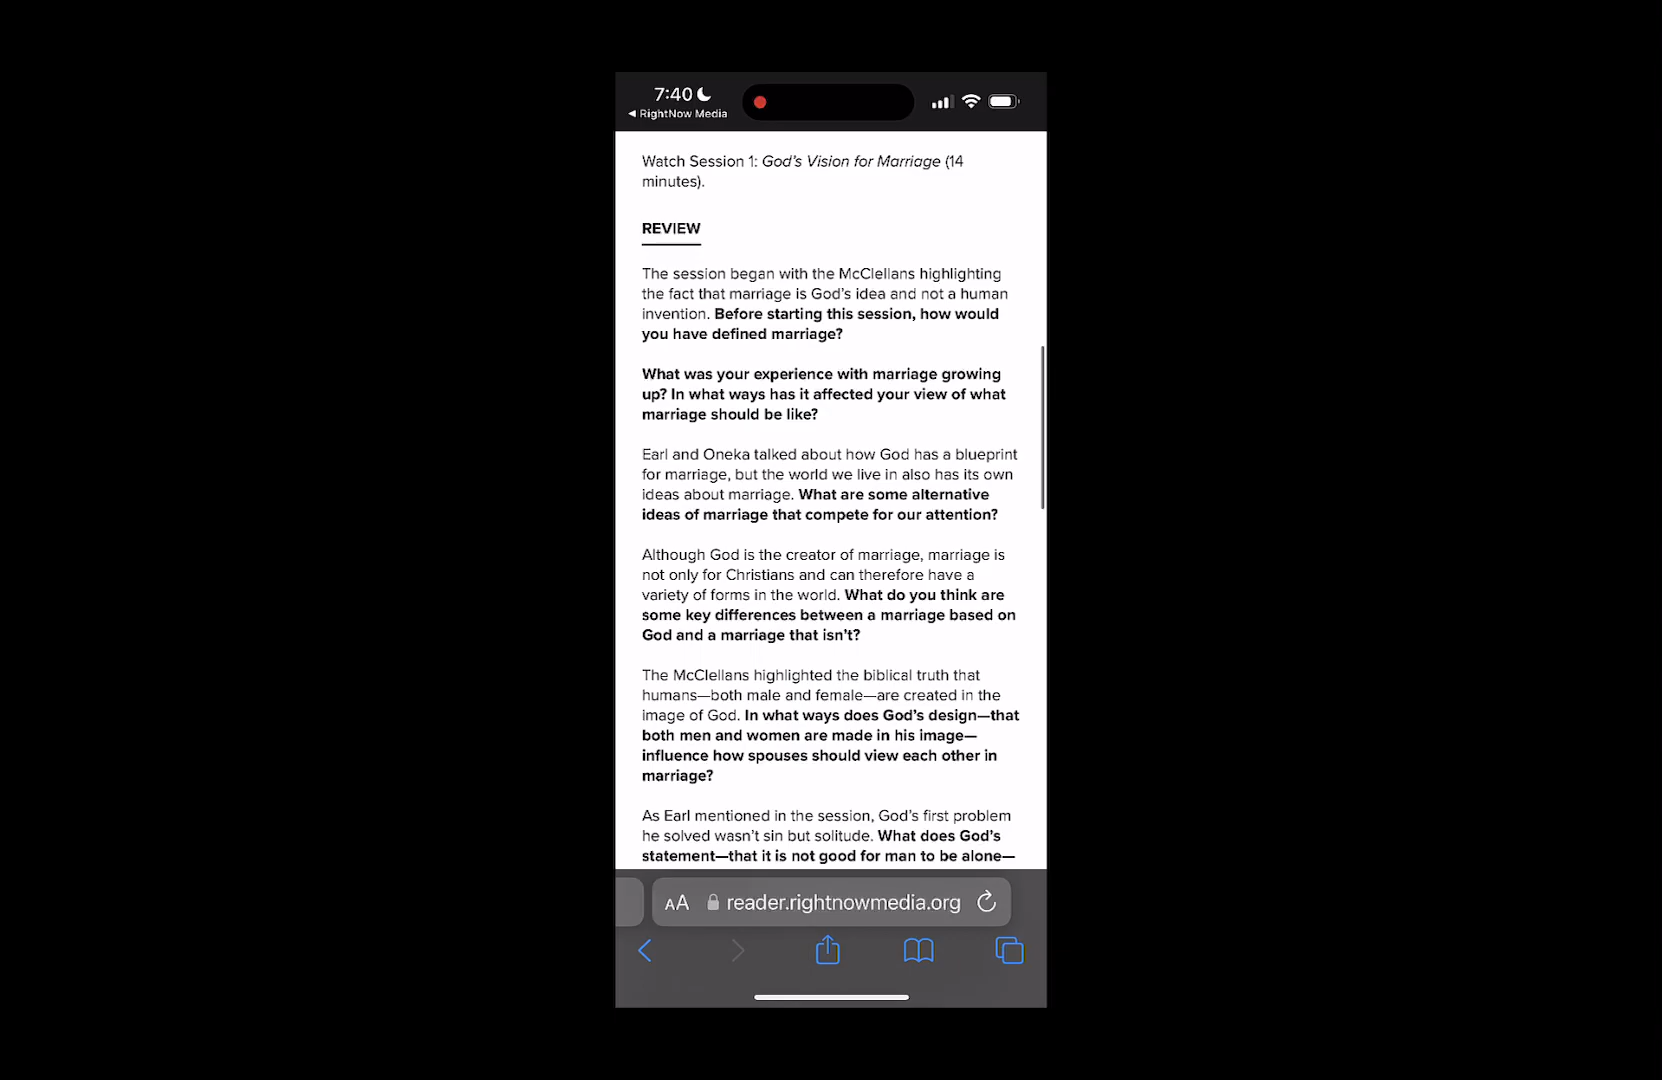 7:40
◀ RightNow Media
Watch Session 1: God's Vision for Marriage (14
minutes).
REVIEW
The session began with the McClellans highlighting
the fact that marriage is God's idea and not a human
invention. Before starting this session, how would
you have defined marriage?
What was your experience with marriage growing
up? In what ways has it affected your view of what
marriage should be like?
Earl and Oneka talked about how God has a blueprint
for marriage, but the world we live in also has its own
ideas about marriage. What are some alternative
ideas of marriage that compete for our attention?
Although God is the creator of marriage, marriage is
not only for Christians and can therefore have a
variety of forms in the world. What do you think are
some key differences between a marriage based on
God and a marriage that isn't?
The McClellans highlighted the biblical truth that
humans—both male and female—are created in the
image of God. In what ways does God's design—that
both men and women are made in his image—
influence how spouses should view each other in
marriage?
As Earl mentioned in the session, God's first problem
he solved wasn't sin but solitude. What does God's
statement—that it is not good for man to be alone—
AA reader.rightnowmedia.org